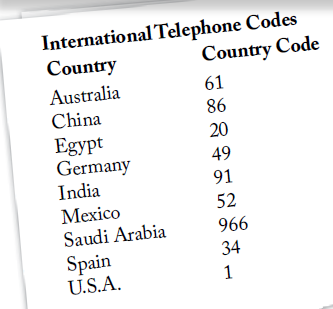 International Telephone Codes
Country Country Code
Australia 61
China 86
Egypt 20
Germany 49
India 91
Mexico 52
Saudi Arabia 966
Spain 34
U.S.A. 1